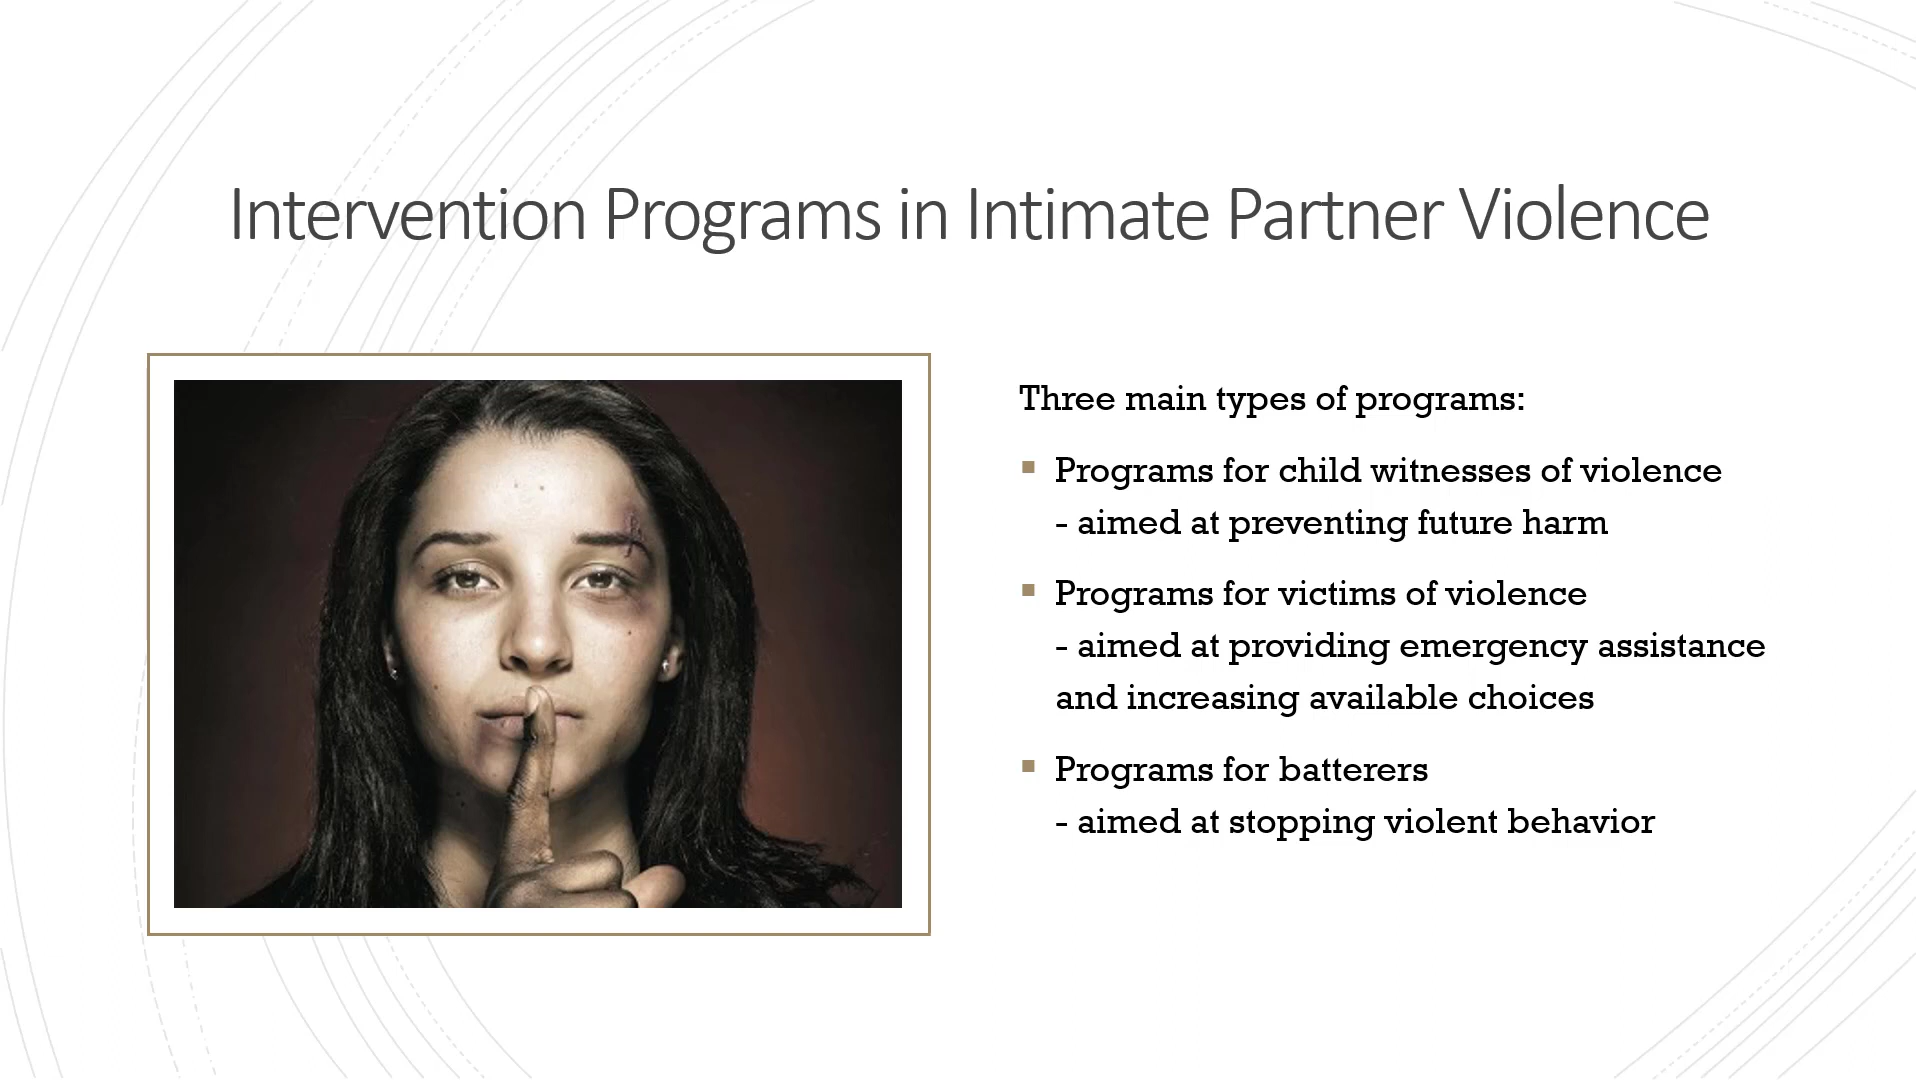 Intervention Programs in Intimate Partner Violence
Three main types of programs:
▪ Programs for child witnesses of violence
- aimed at preventing future harm
▪ Programs for victims of violence
- aimed at providing emergency assistance
and increasing available choices
▪ Programs for batterers
- aimed at stopping violent behavior